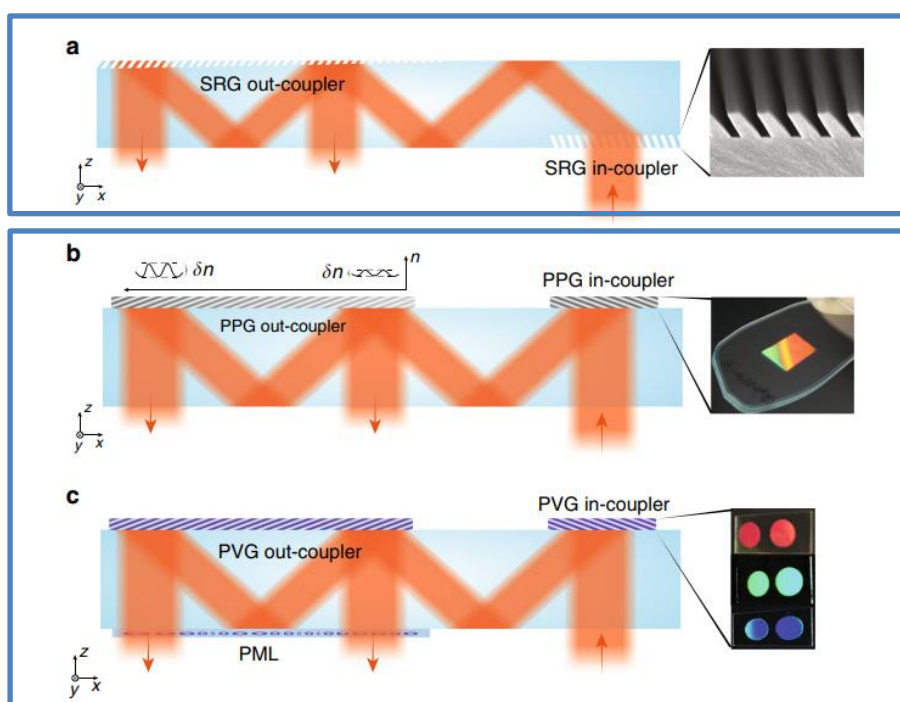 a
SRG out-coupler
SRG in-coupler
z
y x
b
δn
δn
n
PPG in-coupler
PPG out-coupler
z
y x
c
PVG in-coupler
PVG out-coupler
PML
z
y x